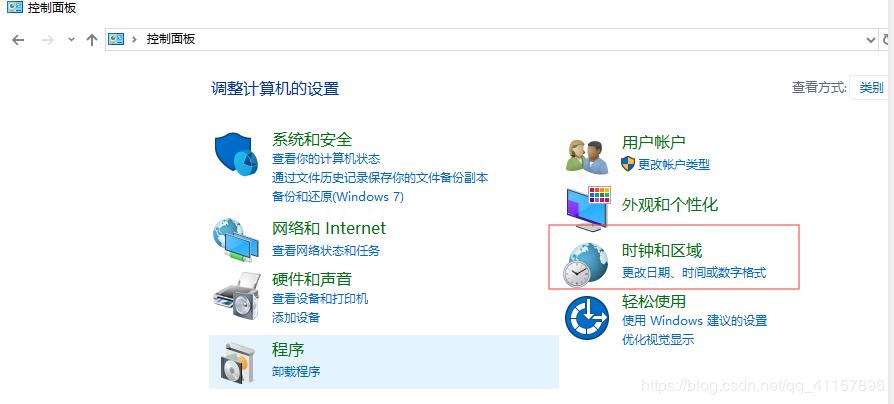 控制面板
控制面板
调整计算机的设置
查看方式: 类别
系统和安全
查看你的计算机状态
通过文件历史记录保存你的文件备份副本
备份和还原(Windows 7)
网络和 Internet
查看网络状态和任务
硬件和声音
查看设备和打印机
添加设备
程序
卸载程序
用户帐户
更改帐户类型
外观和个性化
时钟和区域
更改日期、时间或数字格式
轻松使用
使用 Windows 建议的设置
优化视觉显示
https://blog.csdn.net/qq_41157896